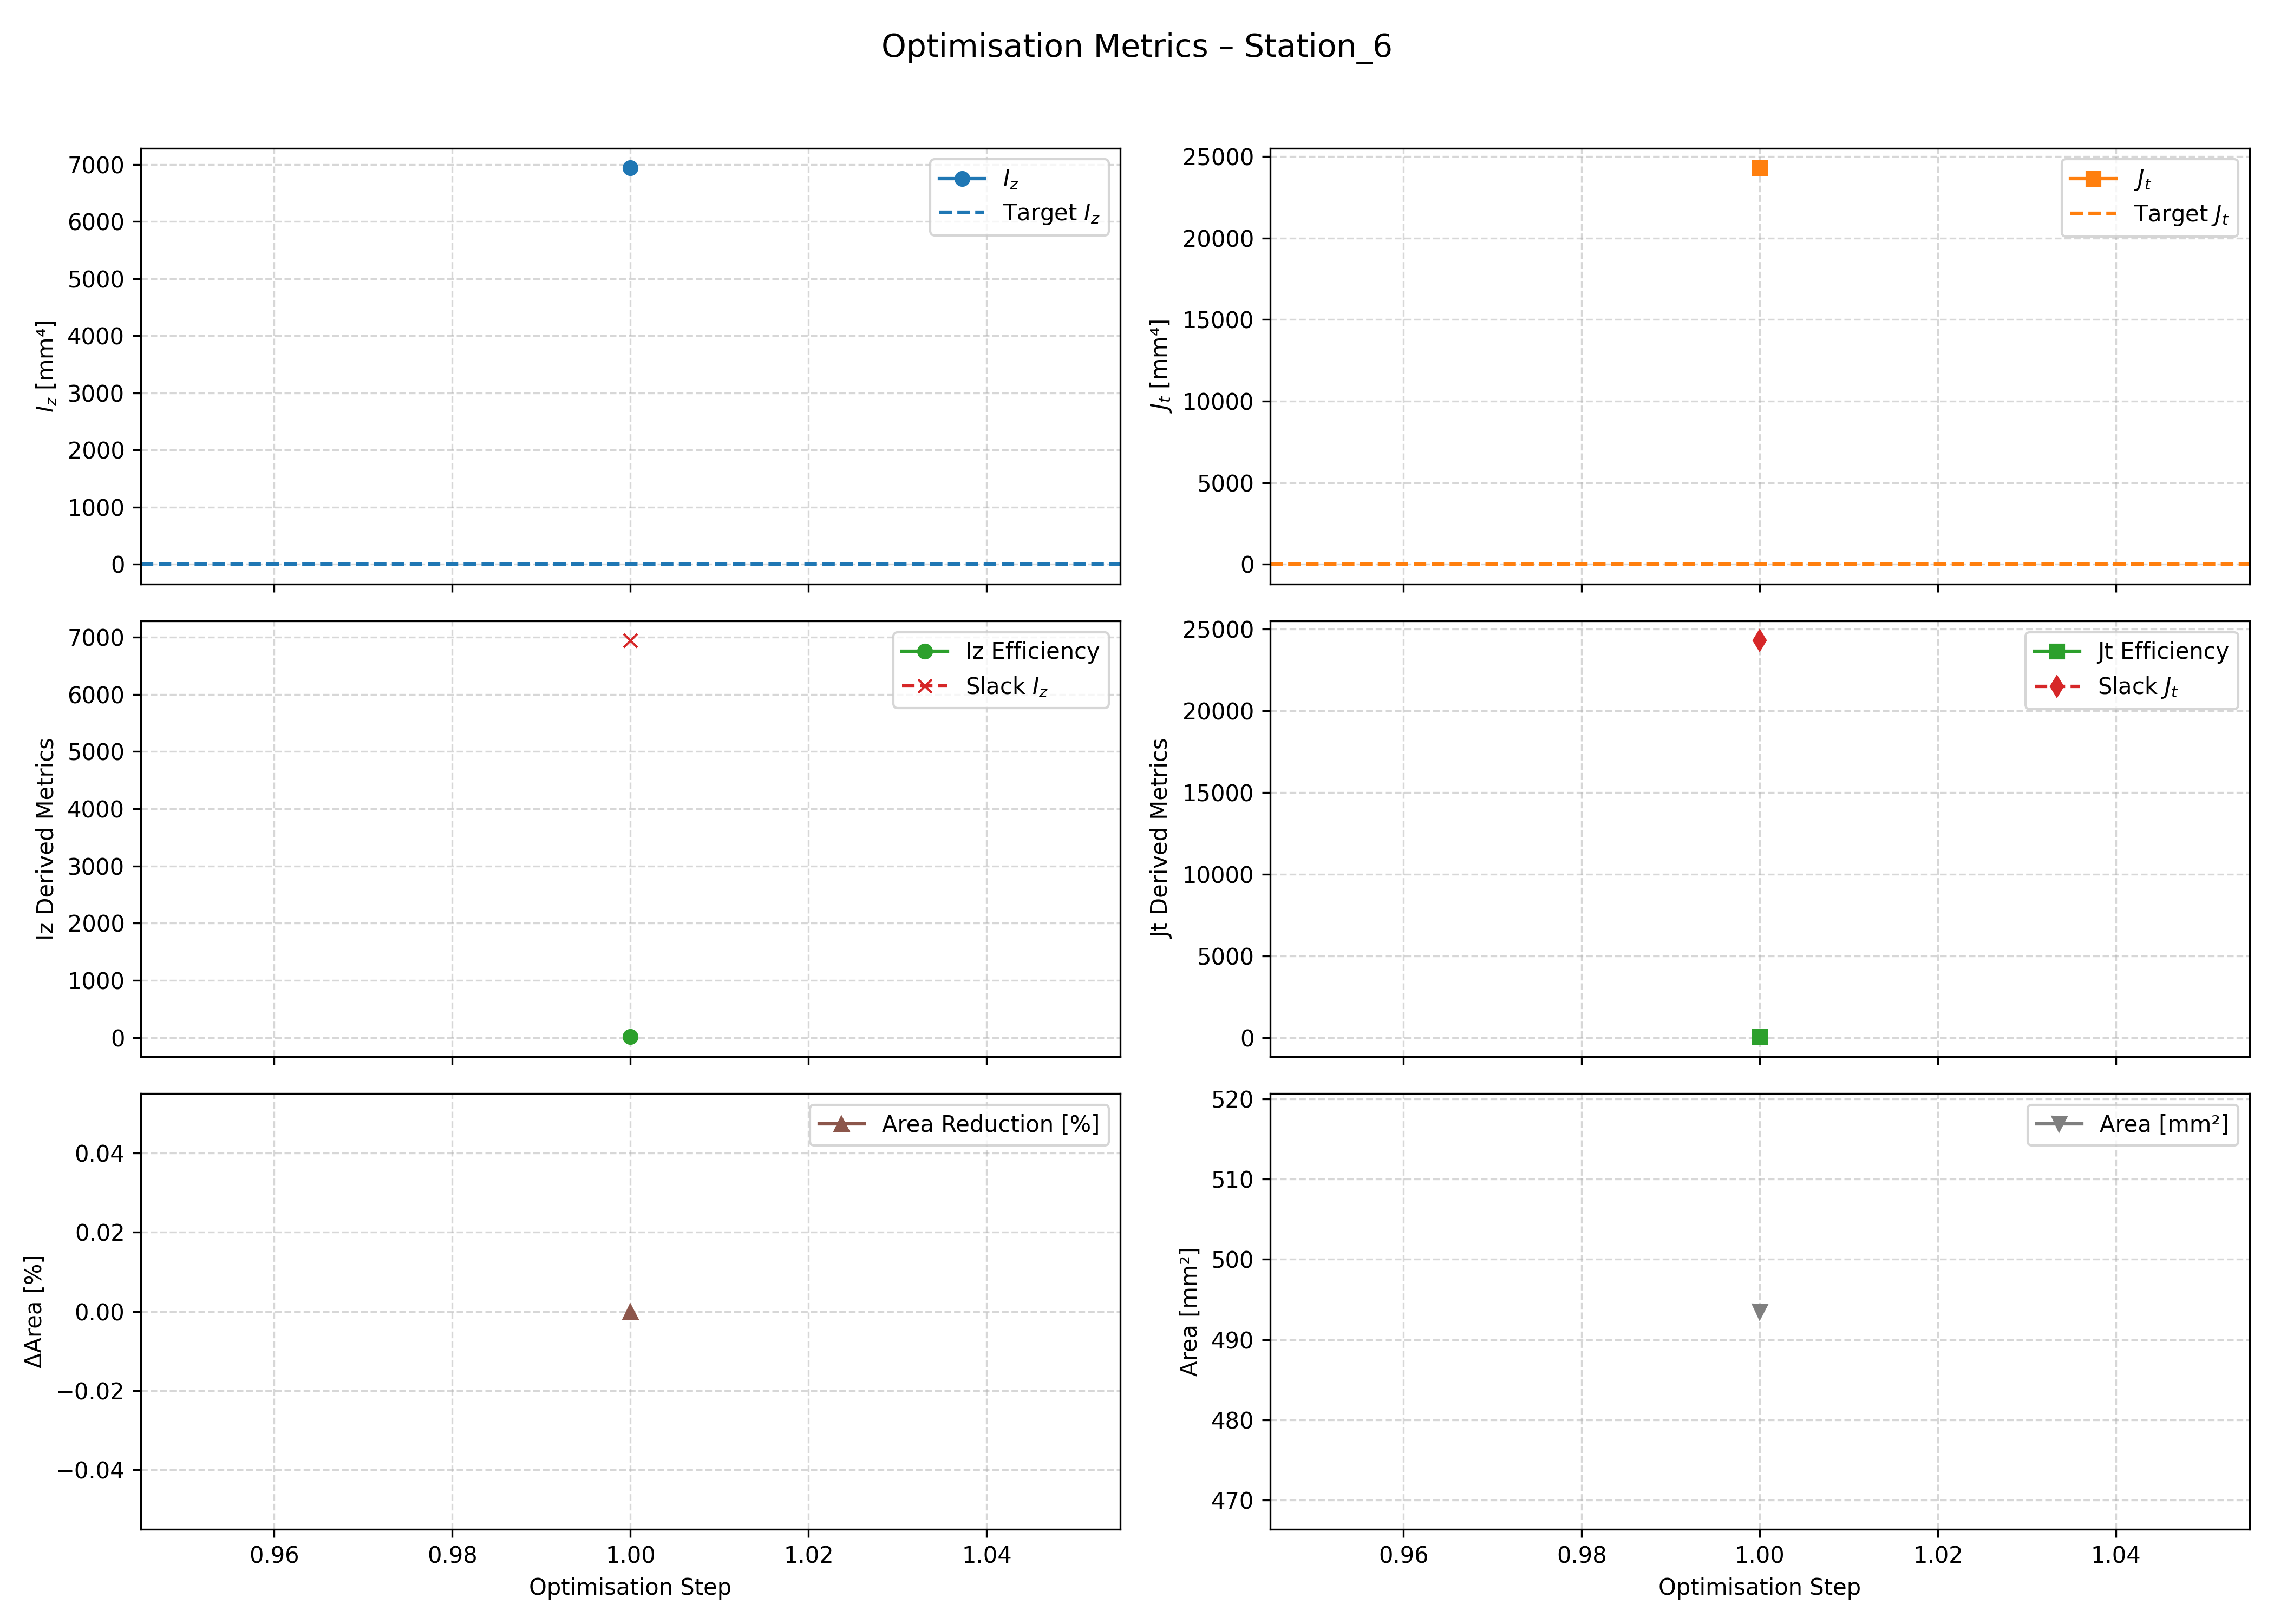 Optimisation Metrics – Station_6
7000
6000
5000
4000
3000
2000
1000
0
I_z [mm⁴]
I_z
Target I_z
25000
20000
15000
10000
5000
0
J_t [mm⁴]
J_t
Target J_t
7000
6000
5000
4000
3000
2000
1000
0
Iz Derived Metrics
Iz Efficiency
Slack I_z
25000
20000
15000
10000
5000
0
Jt Derived Metrics
Jt Efficiency
Slack J_t
0.04
0.02
0.00
−0.02
−0.04
ΔArea [%]
Area Reduction [%]
0.96 0.98 1.00 1.02 1.04
Optimisation Step
520
510
500
490
480
470
Area [mm²]
Area [mm²]
0.96 0.98 1.00 1.02 1.04
Optimisation Step